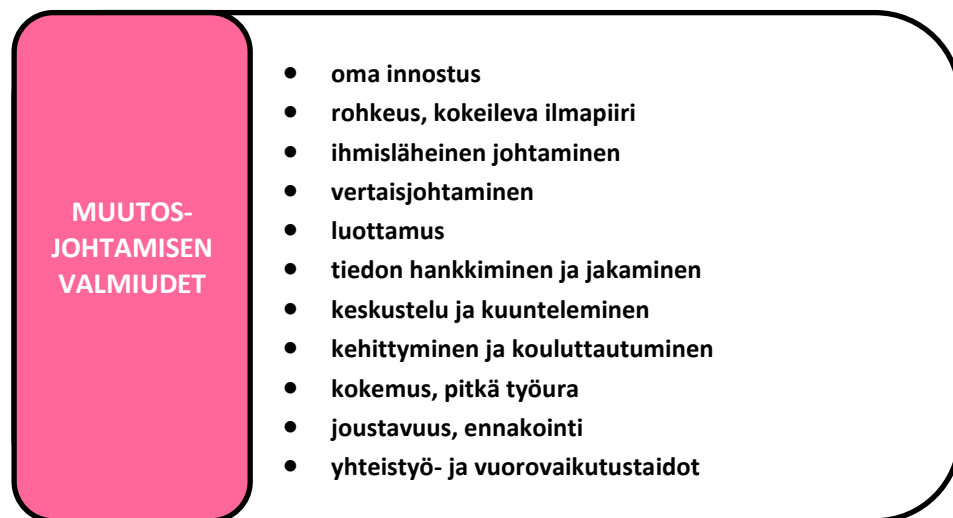 MUUTOS-
JOHTAMISEN
VALMIUDET
• oma innostus
• rohkeus, kokeileva ilmapiiri
• ihmisläheinen johtaminen
• vertaisjohtaminen
• luottamus
• tiedon hankkiminen ja jakaminen
• keskustelu ja kuunteleminen
• kehittyminen ja kouluttautuminen
• kokemus, pitkä työura
• joustavuus, ennakointi
• yhteistyö- ja vuorovaikutustaidot